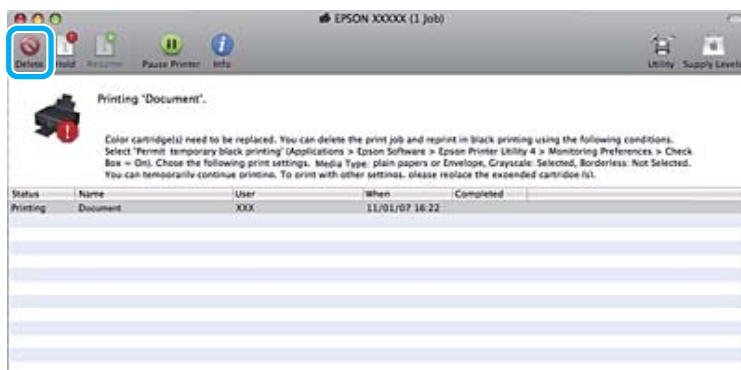 EPSON XXXXX (1 Job)
Delete Hold Resume Pause Printer Info Utility Supply Levels
Printing "Document".
Color cartridge(s) need to be replaced. You can delete the print job and reprint in black printing using the following conditions.
Select "Permit temporary black printing" (Applications > Epson Software > Epson Printer Utility 4 > Monitoring Preferences > Check
Box = On). Chose the following print settings. Media Type: plain papers or Envelope, Grayscale: Selected, Borderless: Not Selected.
You can temporarily continue printing. To print with other settings, please replace the expended cartridge (s).
Status Name User When Completed
Printing Document XXX 11/01/07 16:22